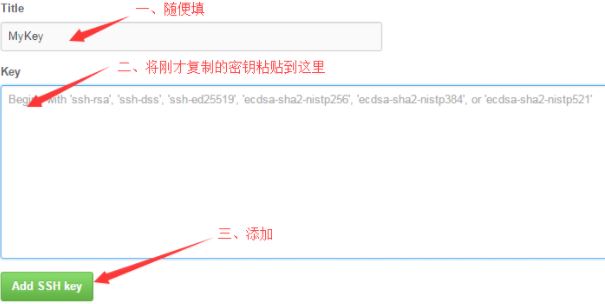 Title
一、随便填
MyKey
二、将刚才复制的密钥粘贴到这里
Key
with 'ssh-rsa', 'ssh-dss', 'ssh-ed25519', 'ecdsa-sha2-nistp256', 'ecdsa-sha2-nistp384', or 'ecdsa-sha2-nistp521'
三、添加
Add SSH key